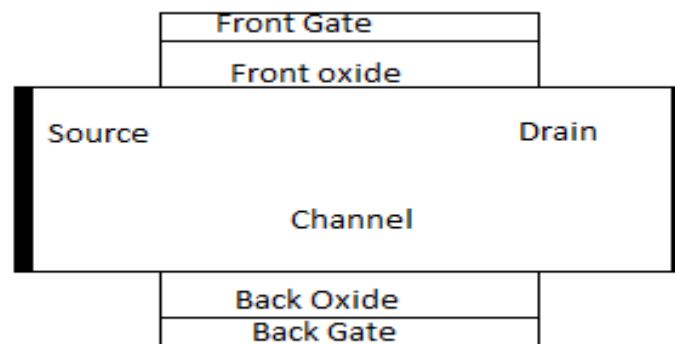 Front Gate
Front oxide
Source
Drain
Channel
Back Oxide
Back Gate